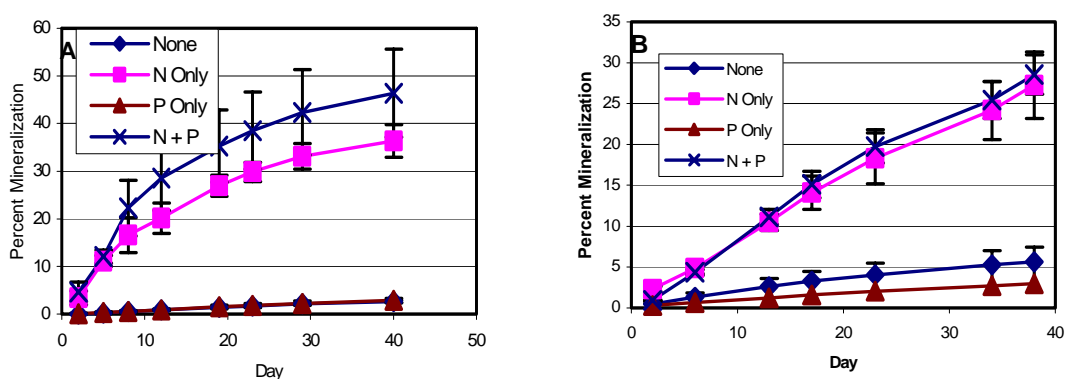 A
None
N Only
P Only
N + P
Percent Mineralization
60
50
40
30
20
10
0
0 10 20 30 40 50
Day
B
None
N Only
P Only
N + P
Percent Mineralization
35
30
25
20
15
10
5
0
0 10 20 30 40
Day